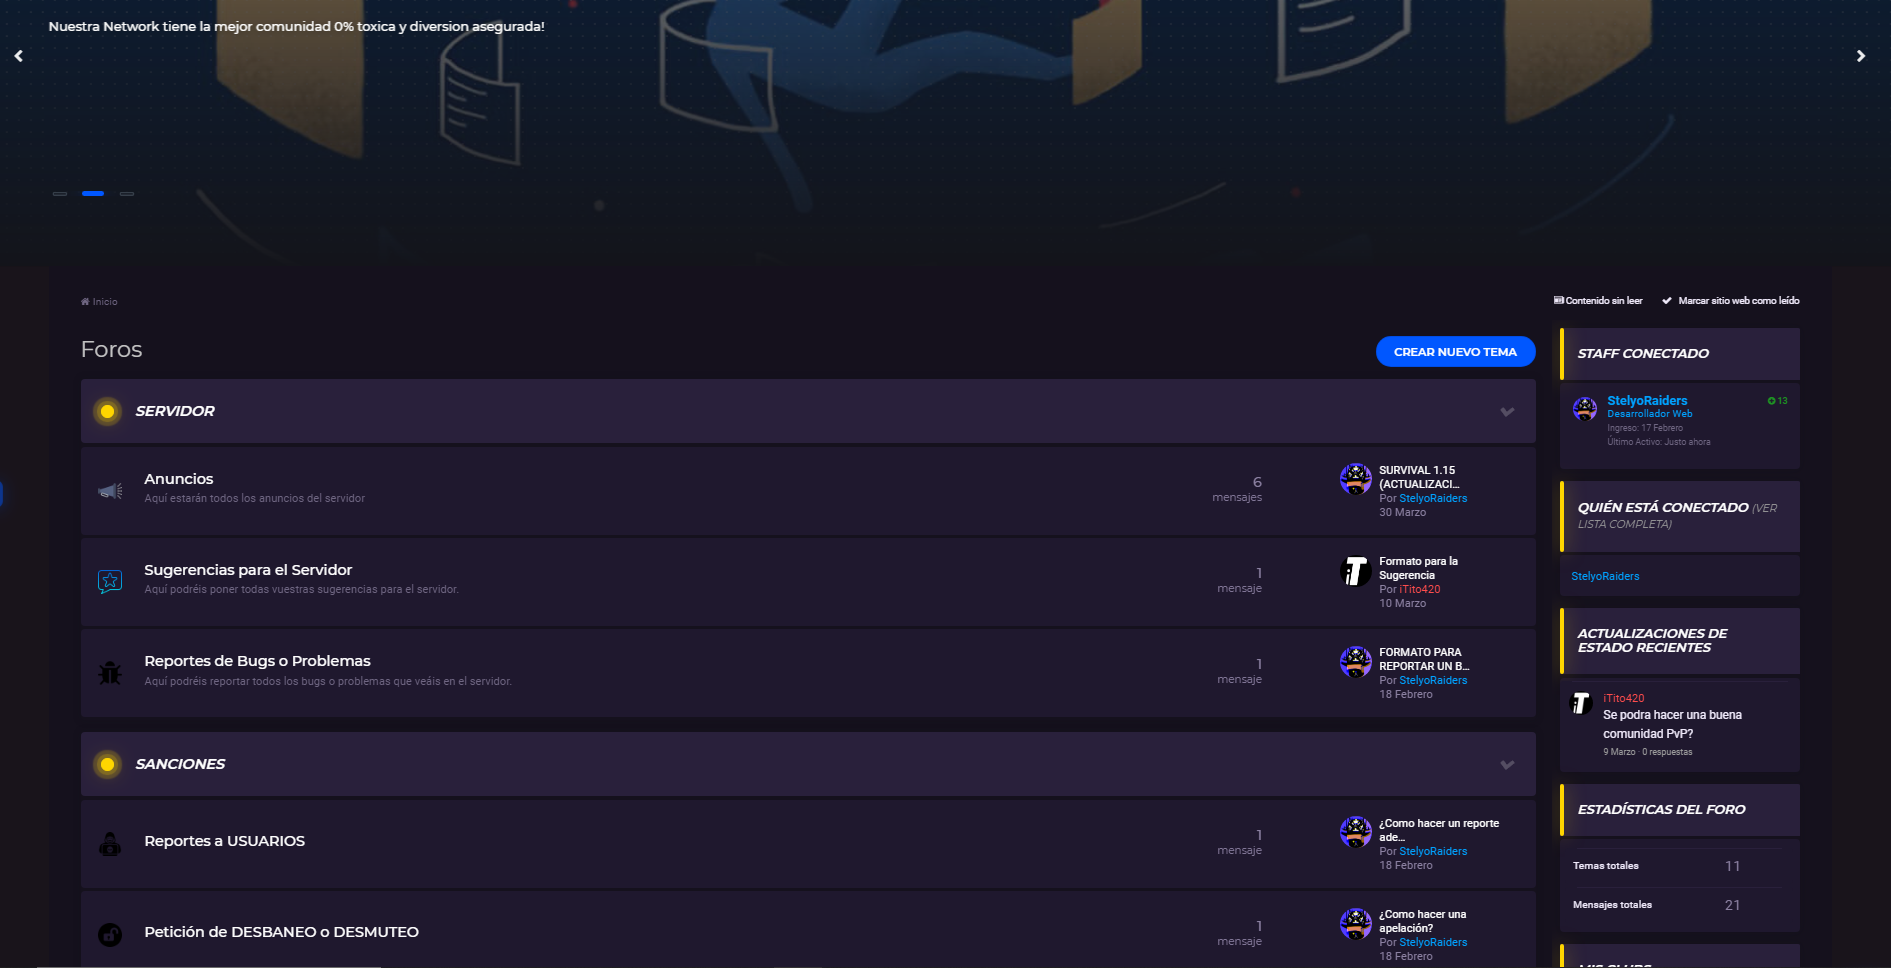 Nuestra Network tiene la mejor comunidad 0% toxica y diversion asegurada!
Inicio
Contenido sin leer
Marcar sitio web como leído
Foros
CREAR NUEVO TEMA
SERVIDOR
Anuncios
Aquí estarán todos los anuncios del servidor
6
mensajes
SURVIVAL 1.15
(ACTUALIZACI...
Por StelyoRaiders
30 Marzo
Sugerencias para el Servidor
Aquí podréis poner todas vuestras sugerencias para el servidor.
1
mensaje
Formato para la
Sugerencia
Por iTito420
10 Marzo
Reportes de Bugs o Problemas
Aquí podréis reportar todos los bugs o problemas que veáis en el servidor.
1
mensaje
FORMATO PARA
REPORTAR UN B...
Por StelyoRaiders
18 Febrero
SANCIONES
Reportes a USUARIOS
1
mensaje
¿Como hacer un reporte
ade...
Por StelyoRaiders
18 Febrero
Petición de DESBANEO o DESMUTEO
1
mensaje
¿Como hacer una
apelación?
Por StelyoRaiders
18 Febrero
STAFF CONECTADO
StelyoRaiders
13
Desarrollador Web
Ingreso: 17 Febrero
Último Activo: Justo ahora
QUIÉN ESTÁ CONECTADO (VER
LISTA COMPLETA)
StelyoRaiders
ACTUALIZACIONES DE
ESTADO RECIENTES
iTito420
Se podra hacer una buena
comunidad PvP?
9 Marzo · 0 respuestas
ESTADÍSTICAS DEL FORO
Temas totales 11
Mensajes totales 21
MIS CLUBS